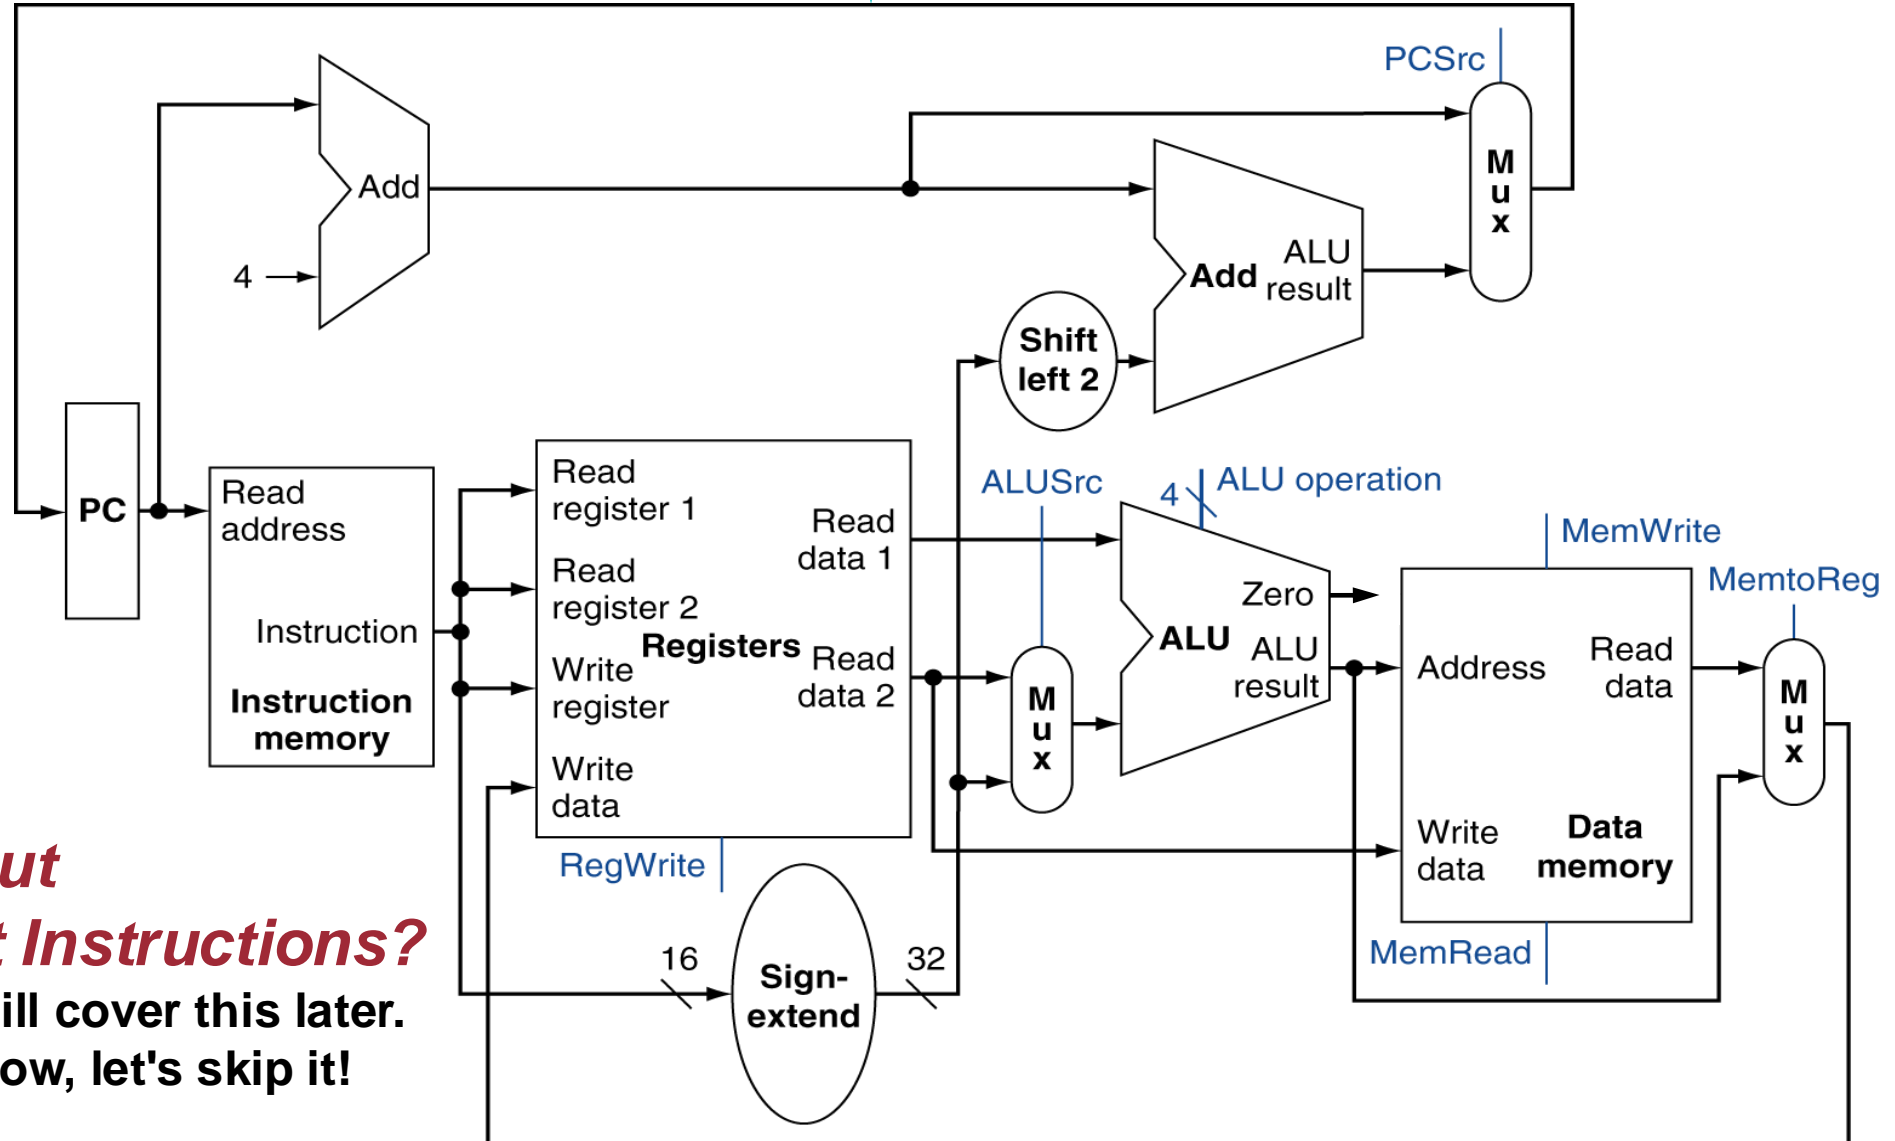 PCSrc
M
u
x
Add
4
Add
ALU
result
Shift
left 2
PC
Read
address
Instruction
Instruction
memory
Read
register 1
Read
register 2
Write
register
Write
data
Registers
Read
data 1
Read
data 2
RegWrite
16
Sign-
extend
32
ALUSrc
M
u
x
4
ALU operation
Zero
ALU
ALU
result
MemWrite
Address
Read
data
Write
data
Data
memory
MemRead
MemtoReg
M
u
x
ut
t Instructions?
ill cover this later.
ow, let's skip it!